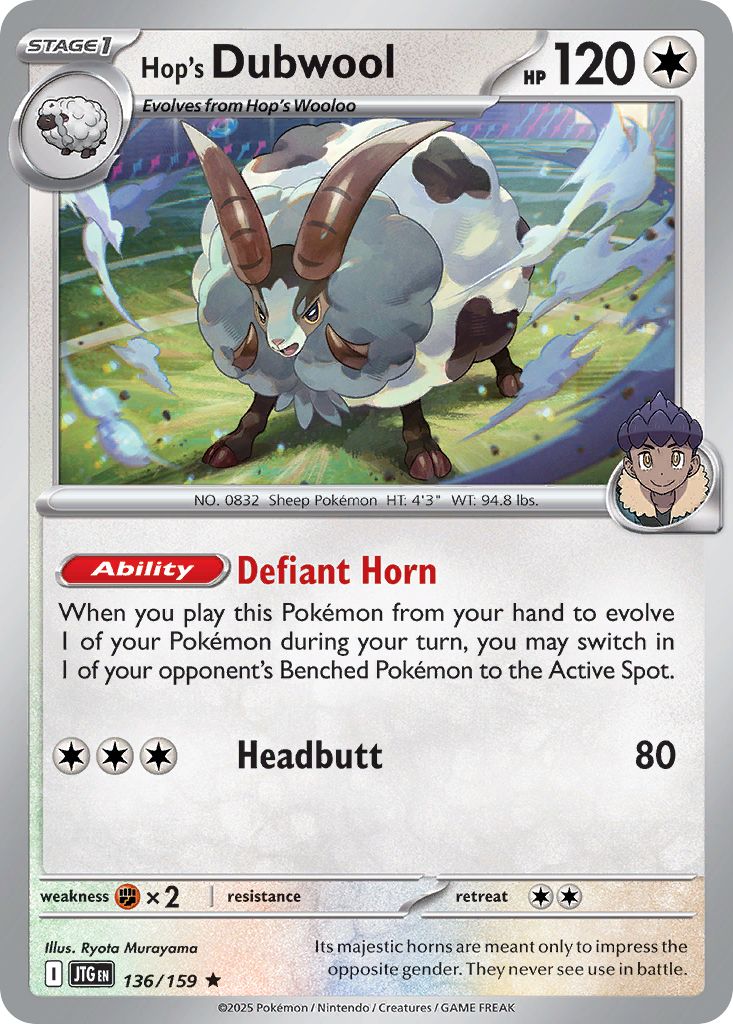 STAGE1
Hop's Dubwool
HP 120
Evolves from Hop's Wooloo
NO. 0832 Sheep Pokémon HT: 4'3" WT: 94.8 lbs.
Ability Defiant Horn
When you play this Pokémon from your hand to evolve
1 of your Pokémon during your turn, you may switch in
1 of your opponent's Benched Pokémon to the Active Spot.
Headbutt 80
weakness ×2 resistance retreat
Illus. Ryota Murayama
I JTG EN 136/159 ★
Its majestic horns are meant only to impress the
opposite gender. They never see use in battle.
©2025 Pokémon / Nintendo / Creatures / GAME FREAK